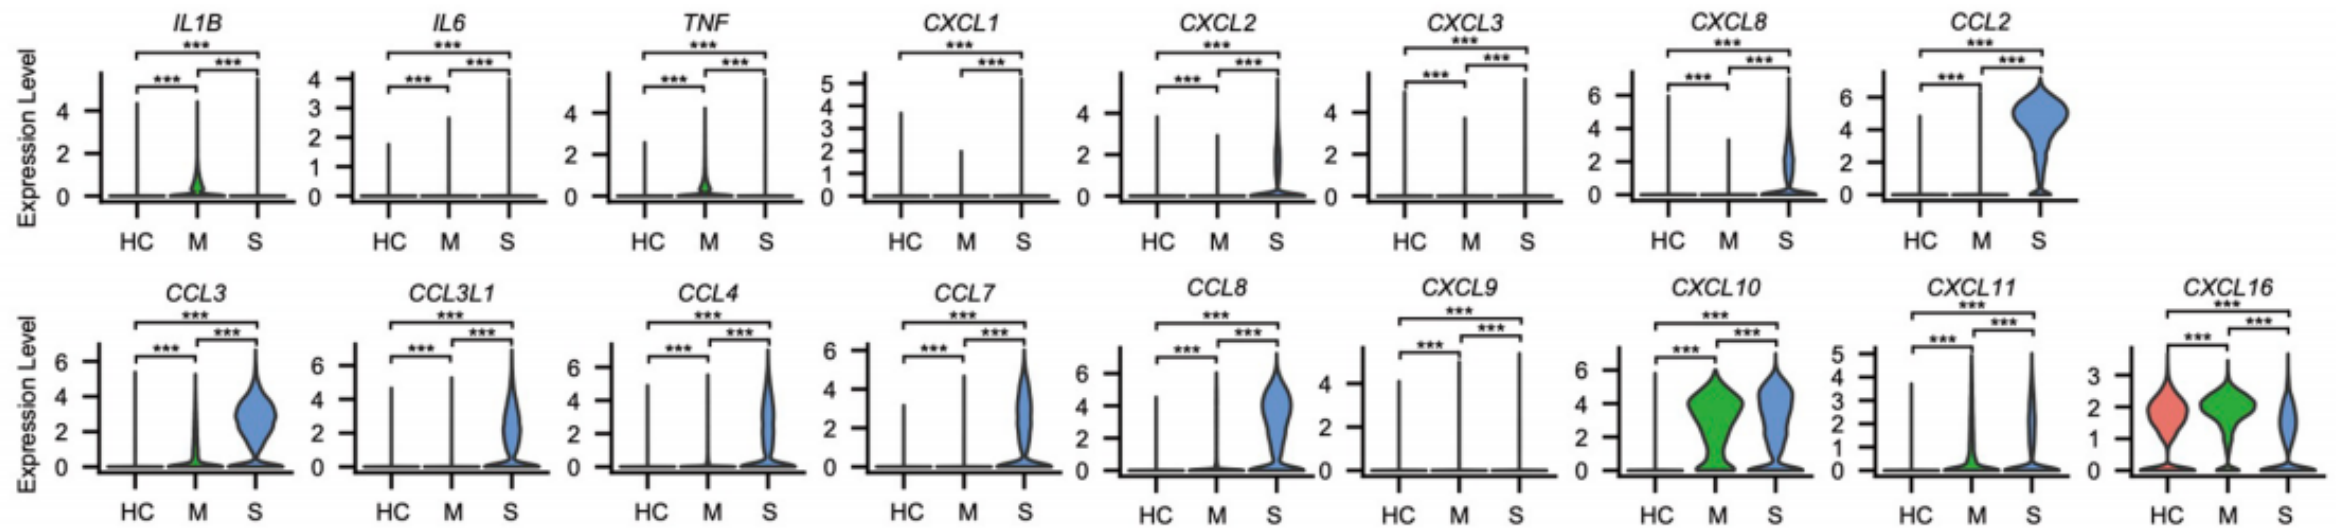 IL1B IL6 TNF CXCL1 CXCL2 CXCL3 CXCL8 CCL2
*** *** *** *** *** *** *** ***
*** *** *** *** *** *** *** ***
*** *** *** *** *** *** ***
Expression Level
4 2 0
4 3 2 1 0
4 2 0
5 4 3 2 1 0
4 2 0
4 2 0
6 4 2 0
6 4 2 0
HC M S HC M S HC M S HC M S HC M S HC M S HC M S HC M S
CCL3 CCL3L1 CCL4 CCL7 CCL8 CXCL9 CXCL10 CXCL11 CXCL16
*** *** *** *** *** *** *** *** ***
*** *** *** *** *** *** *** *** ***
*** *** *** *** *** *** *** *** ***
Expression Level
6 4 2 0
6 4 2 0
6 4 2 0
6 4 2 0
6 4 2 0
4 2 0
6 4 2 0
5 4 3 2 1 0
3 2 1 0
HC M S HC M S HC M S HC M S HC M S HC M S HC M S HC M S HC M S